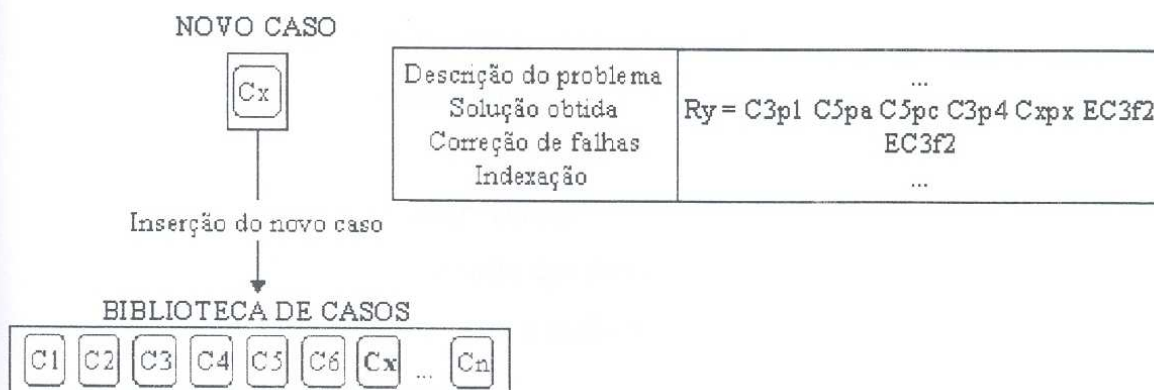 NOVO CASO
Cx
Descrição do problema
Solução obtida
Correção de falhas
Indexação
...
Ry = C3p1 C5pa C5pc C3p4 Cxpx EC3f2
EC3f2
...
Inserção do novo caso
BIBLIOTECA DE CASOS
C1 C2 C3 C4 C5 C6 Cx ... Cn